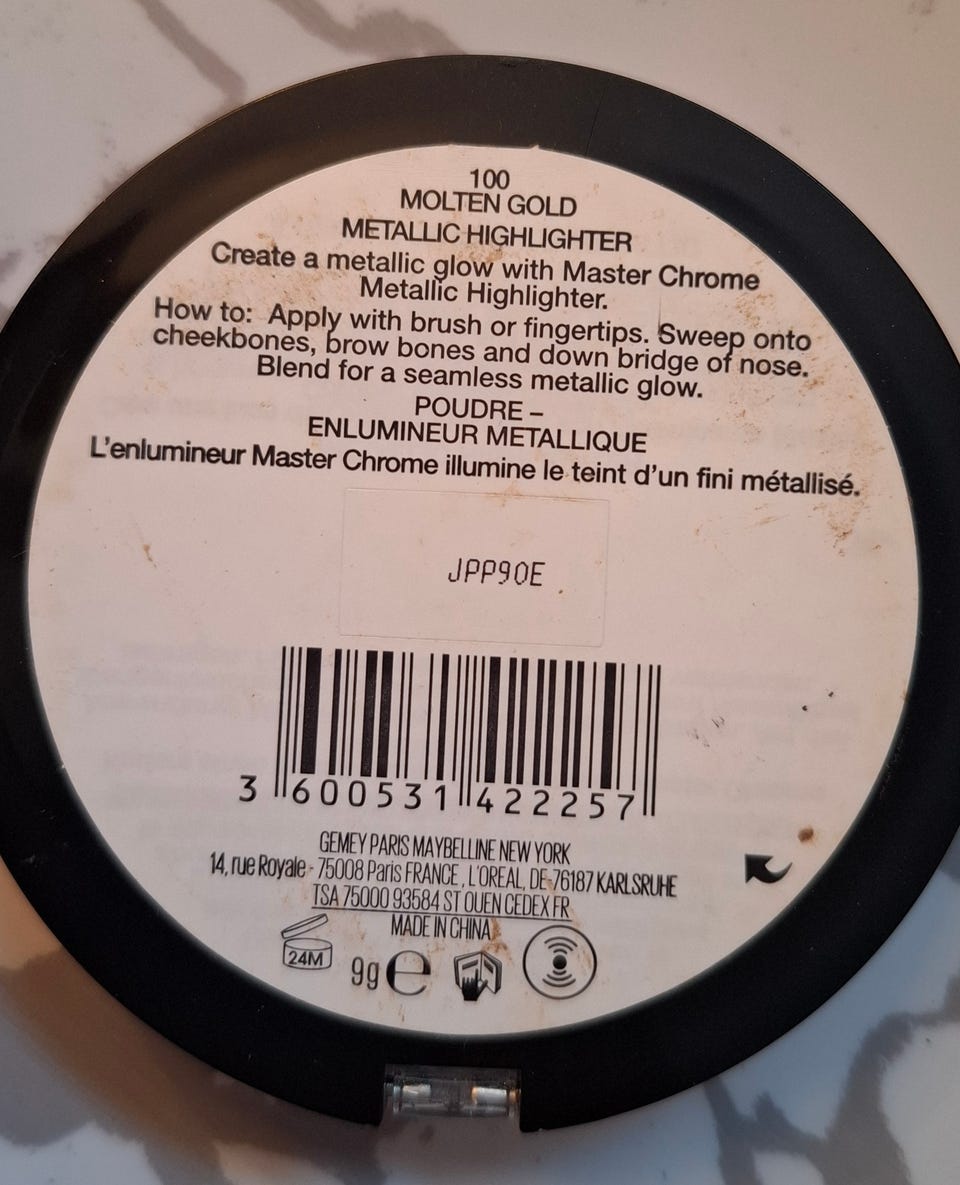 100
MOLTEN GOLD
METALLIC HIGHLIGHTER
Create a metallic glow with Master Chrome
Metallic Highlighter.
How to: Apply with brush or fingertips. Sweep onto
cheekbones, brow bones and down bridge of nose.
Blend for a seamless metallic glow.
POUDRE –
ENLUMINEUR METALLIQUE
L'enlumineur Master Chrome illumine le teint d'un fini métallisé.
JPP90E
3 600531 422257
GEMEY PARIS MAYBELLINE NEW YORK
14, rue Royale - 75008 Paris FRANCE, L'OREAL, DE-76187 KARLSRUHE
TSA 75000 93584 ST OUEN CEDEX FR
MADE IN CHINA
24M 9g e